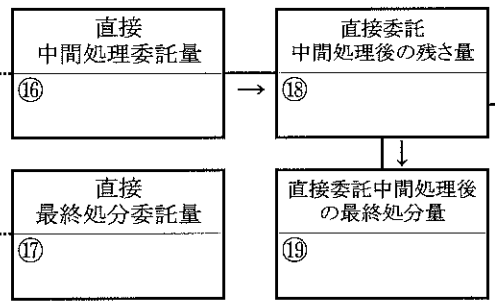 直接
中間処理委託量
⑯
→
直接委託
中間処理後の残さ量
⑱
↓
直接
最終処分委託量
⑰
直接委託中間処理後
の最終処分量
⑲